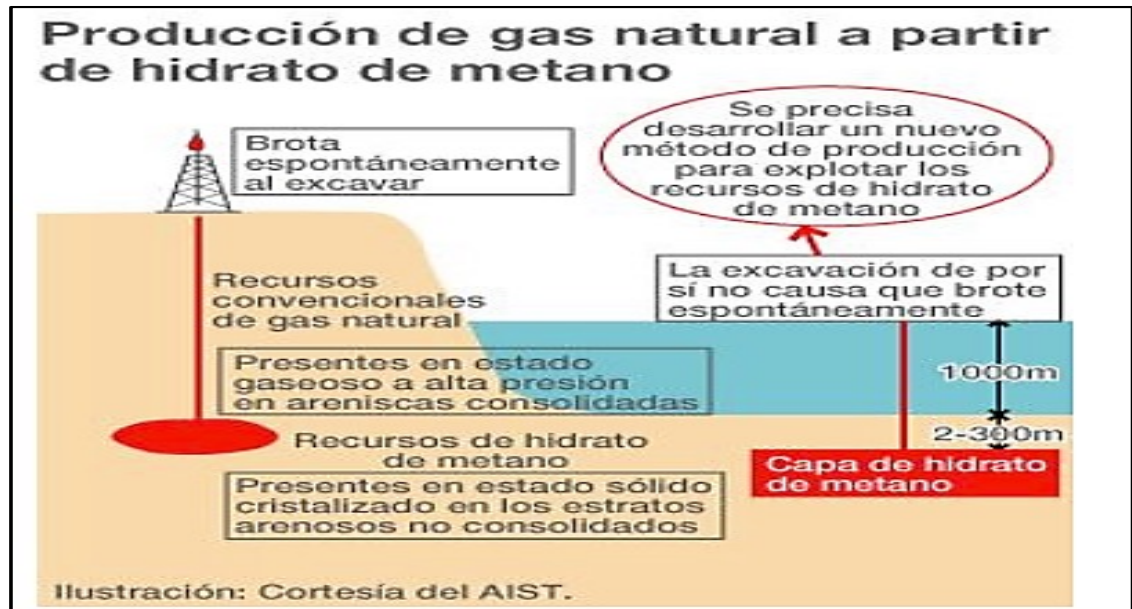 Producción de gas natural a partir
de hidrato de metano
Brota
espontáneamente
al excavar
Se precisa
desarrollar un nuevo
método de producción
para explotar los
recursos de hidrato
de metano
La excavación de por
sí no causa que brote
espontáneamente
Recursos
convencionales
de gas natural
Presentes en estado
gaseoso a alta presión
en areniscas consolidadas
1000m
2-300m
Recursos de hidrato
de metano
Capa de hidrato
de metano
Presentes en estado sólido
cristalizado en los estratos
arenosos no consolidados
Ilustración: Cortesía del AIST.